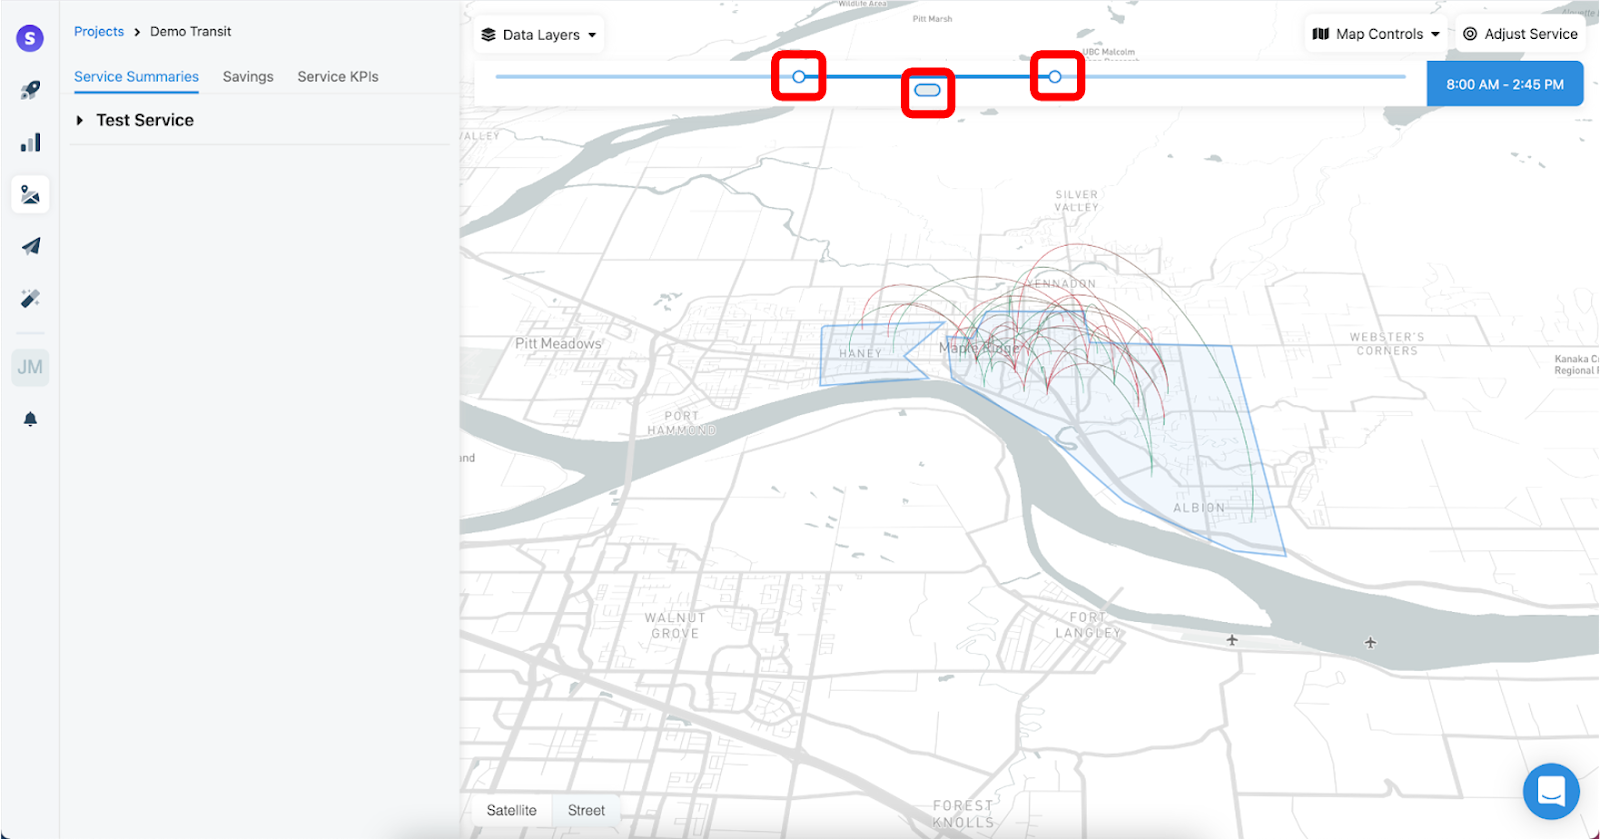 S
Projects > Demo Transit
Service Summaries Savings Service KPIs
Test Service
JM
Data Layers
Map Controls
Adjust Service
8:00 AM - 2:45 PM
Wildlife Area
Pitt Marsh
UBC Malcolm
VALLEY
SILVER
VALLEY
YENNADON
Pitt Meadows
HANEY
Maple Ridge
WEBSTER'S
CORNERS
Kanaka C
Regional
PORT
HAMMOND
nd
ALBION
WALNUT
GROVE
FORT
LANGLEY
FOREST
KNOLLS
Satellite Street